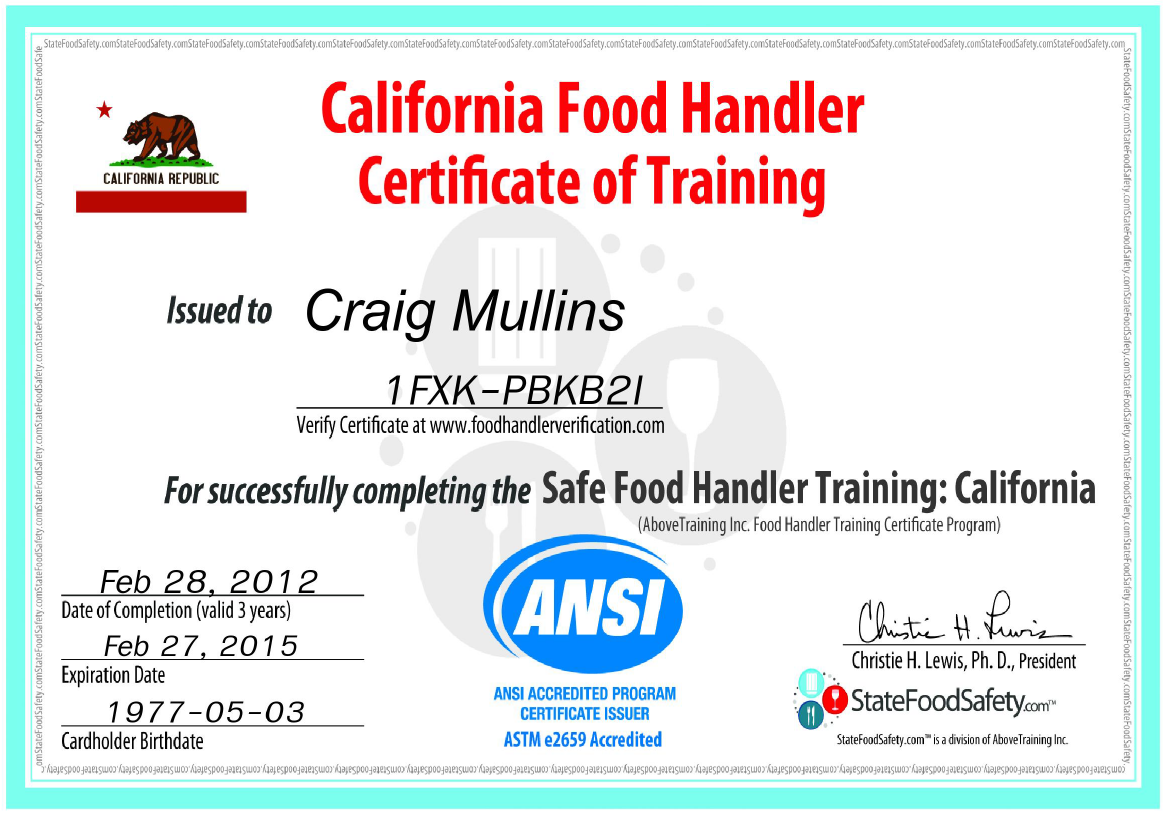 StateFoodSafety.comStateFoodSafety.comStateFoodSafety.comStateFoodSafety.comStateFoodSafety.comStateFoodSafety.comStateFoodSafety.comStateFoodSafety.comStateFoodSafety.comStateFoodSafety.comStateFoodSafety.comStateFoodSafety.comStateFoodSafety.comStateFoodSafety.comStateFoodSafety.com
California Food Handler
Certificate of Training
CALIFORNIA REPUBLIC
Issued to Craig Mullins
1FXK-PBKB2I
Verify Certificate at www.foodhandlerverification.com
For successfully completing the Safe Food Handler Training: California
(AboveTraining Inc. Food Handler Training Certificate Program)
Feb 28, 2012
Date of Completion (valid 3 years)
Feb 27, 2015
Expiration Date
1977-05-03
Cardholder Birthdate
ANSI
ANSI ACCREDITED PROGRAM
CERTIFICATE ISSUER
ASTM e2659 Accredited
Christie H. Lewis
Christie H. Lewis, Ph. D., President
StateFoodSafety.com™
StateFoodSafety.com™ is a division of AboveTraining Inc.